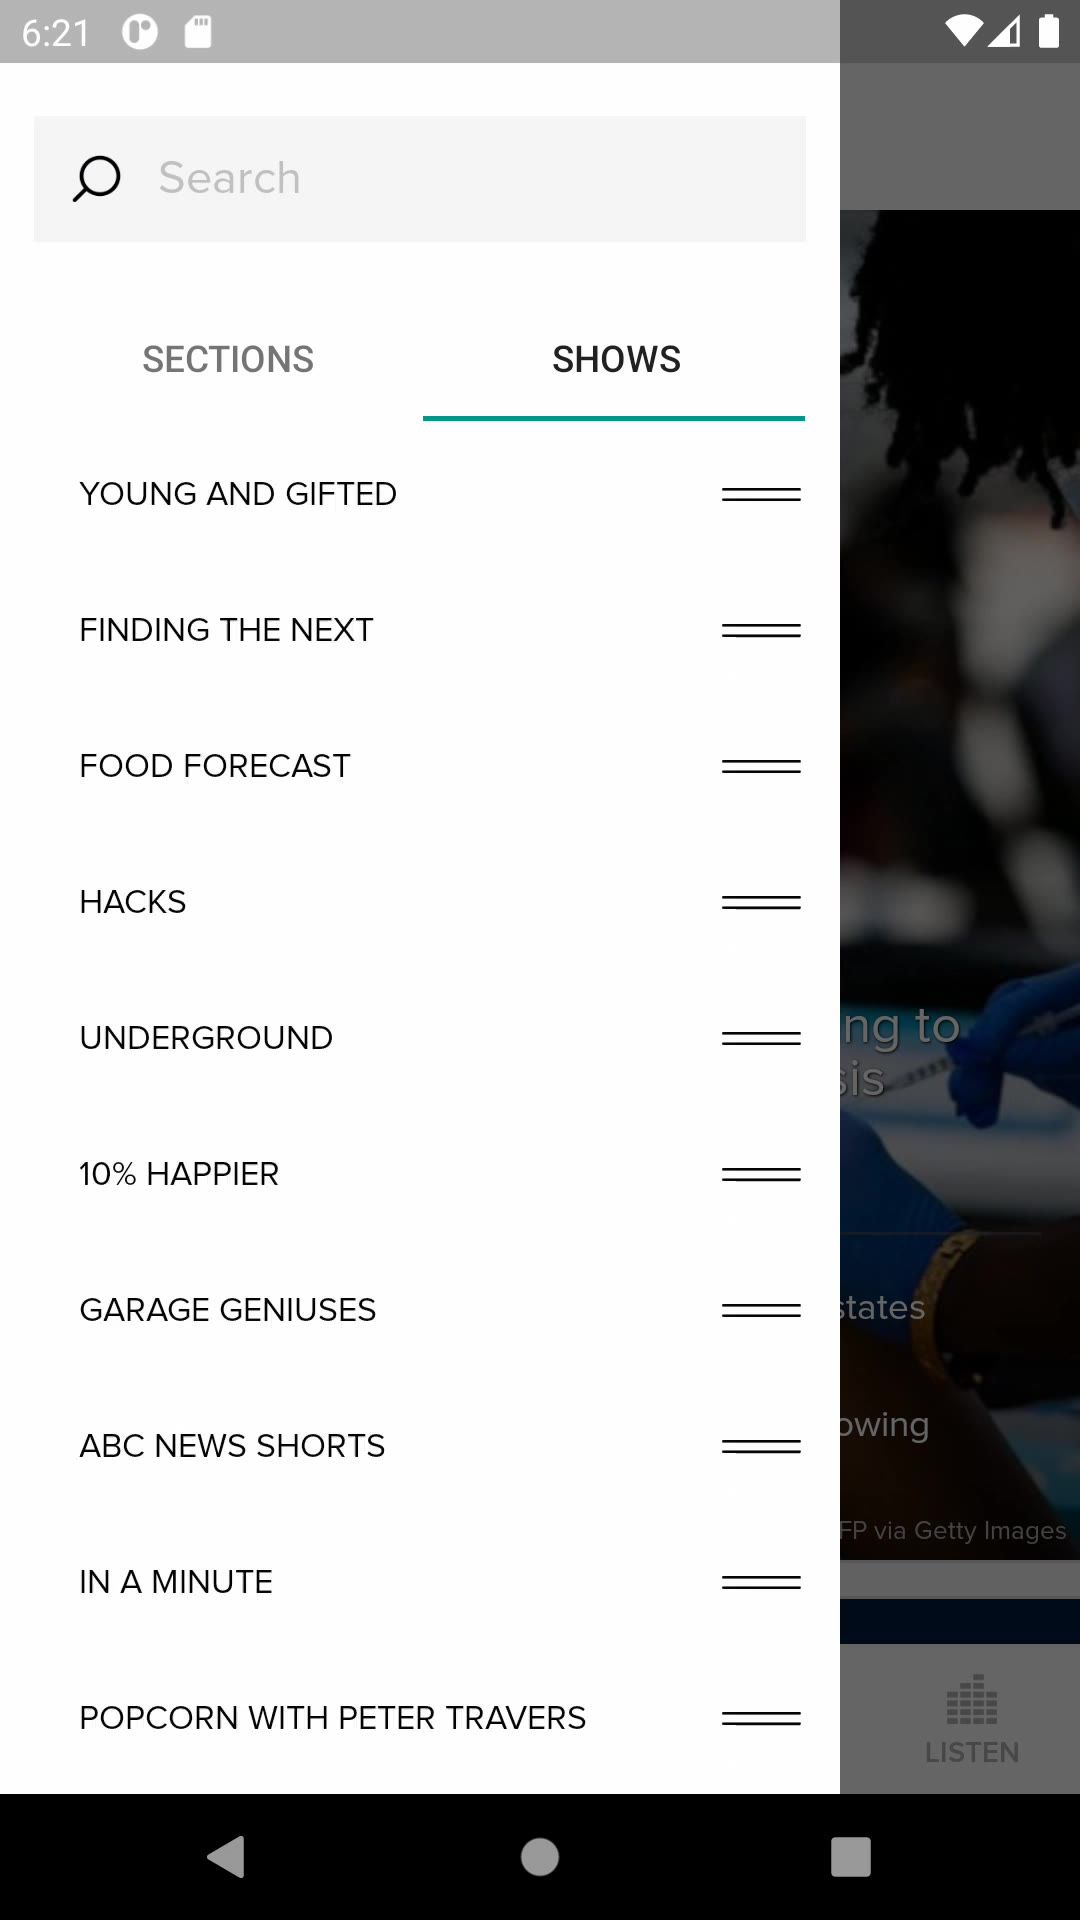 6:21
Search
SECTIONS SHOWS
YOUNG AND GIFTED
FINDING THE NEXT
FOOD FORECAST
HACKS
UNDERGROUND
10% HAPPIER
GARAGE GENIUSES
ABC NEWS SHORTS
IN A MINUTE
POPCORN WITH PETER TRAVERS
ng to
sis
states
owing
FP via Getty Images
LISTEN